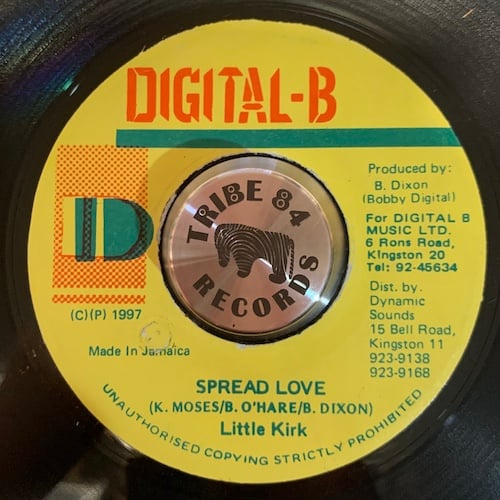 DIGITAL-B
D
Produced by:
B. Dixon
(Bobby Digital)
For DIGITAL B
MUSIC LTD.
6 Rons Road,
Kingston 20
Tel: 92-45634
Dist. by:
Dynamic
Sounds
15 Bell Road,
Kingston 11
923-9138
923-9168
TRIBE 84
RECORDS
(C)(P) 1997
Made In Jamaica
SPREAD LOVE
(K. MOSES/B. O'HARE/B. DIXON)
Little Kirk
UNAUTHORISED COPYING STRICTLY PROHIBITED